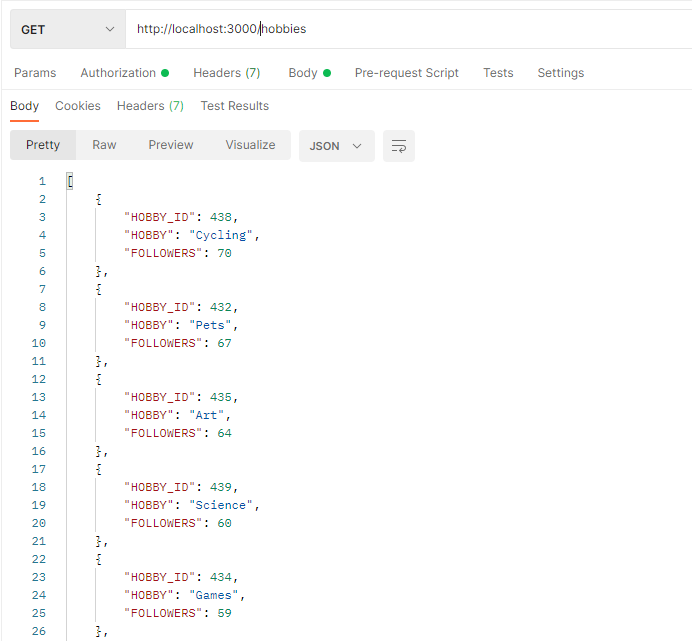 GET http://localhost:3000/hobbies
Params Authorization Headers (7) Body Pre-request Script Tests Settings
Body Cookies Headers (7) Test Results
Pretty Raw Preview Visualize JSON
1 [
2 {
3 "HOBBY_ID": 438,
4 "HOBBY": "Cycling",
5 "FOLLOWERS": 70
6 },
7 {
8 "HOBBY_ID": 432,
9 "HOBBY": "Pets",
10 "FOLLOWERS": 67
11 },
12 {
13 "HOBBY_ID": 435,
14 "HOBBY": "Art",
15 "FOLLOWERS": 64
16 },
17 {
18 "HOBBY_ID": 439,
19 "HOBBY": "Science",
20 "FOLLOWERS": 60
21 },
22 {
23 "HOBBY_ID": 434,
24 "HOBBY": "Games",
25 "FOLLOWERS": 59
26 },